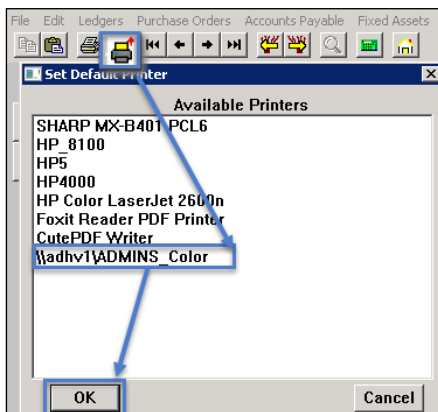 File Edit Ledgers Purchase Orders Accounts Payable Fixed Assets
Set Default Printer
Available Printers
SHARP MX-B401 PCL6
HP_8100
HP5
HP4000
HP Color LaserJet 2600n
Foxit Reader PDF Printer
CutePDF Writer
\\adhv1\ADMINS_Color
OK Cancel